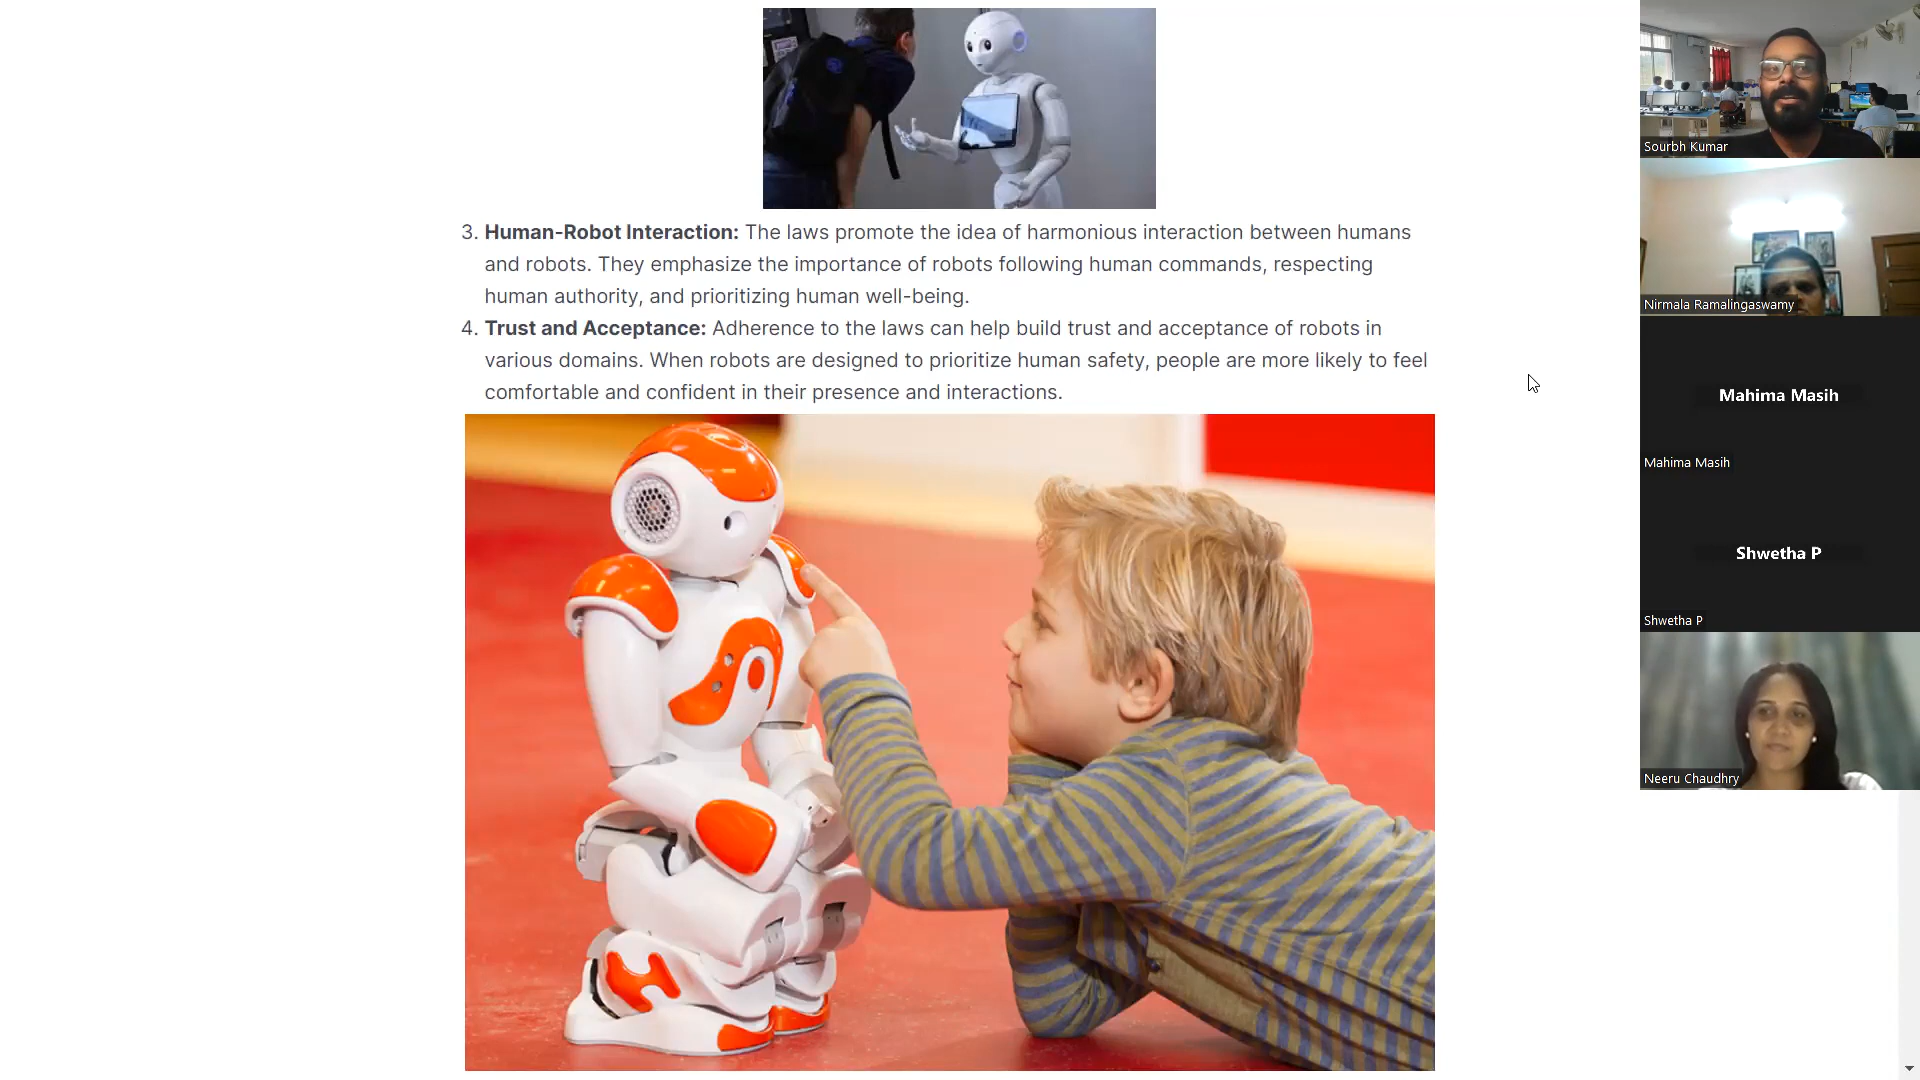 3. Human-Robot Interaction: The laws promote the idea of harmonious interaction between humans
and robots. They emphasize the importance of robots following human commands, respecting
human authority, and prioritizing human well-being.
4. Trust and Acceptance: Adherence to the laws can help build trust and acceptance of robots in
various domains. When robots are designed to prioritize human safety, people are more likely to feel
comfortable and confident in their presence and interactions.
Sourbh Kumar
Nirmala Ramalingaswamy
Mahima Masih
Mahima Masih
Shwetha P
Shwetha P
Neeru Chaudhry